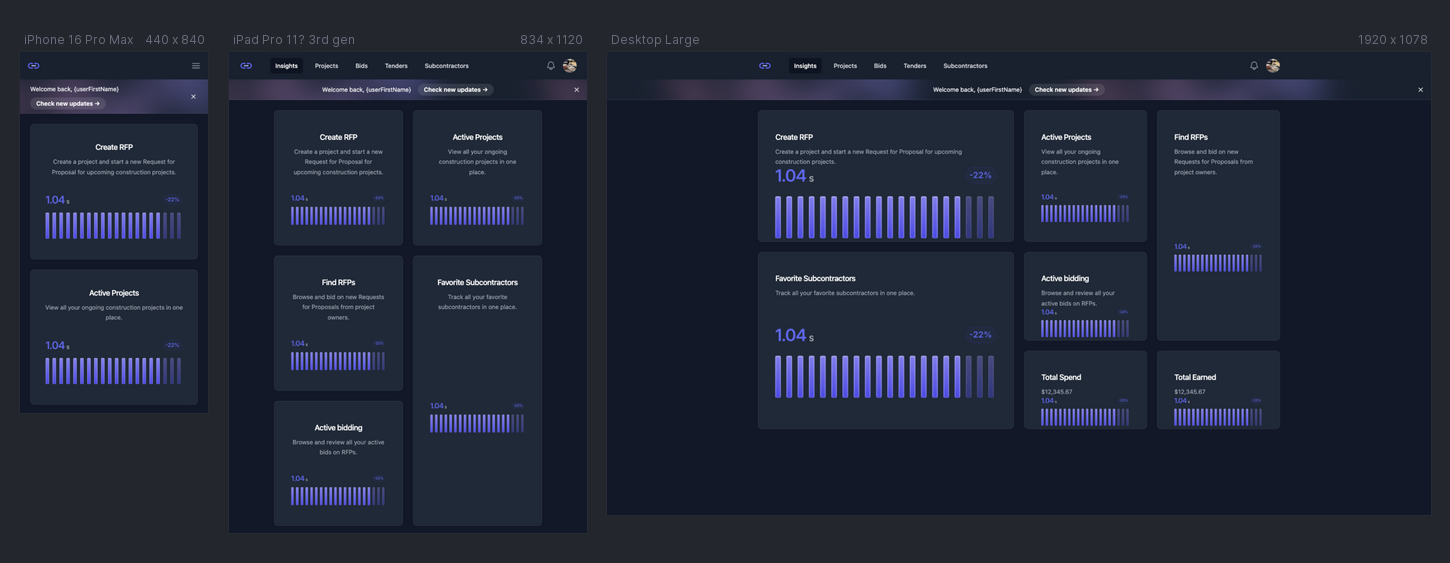 iPhone 16 Pro Max 440 x 840
Welcome back, {userFirstName}
Check new updates →
Create RFP
Create a project and start a new Request for
Proposal for upcoming construction projects.
1.04 s -22%
Active Projects
View all your ongoing construction projects in one
place.
1.04 s -22%
iPad Pro 11? 3rd gen 834 x 1120
Insights Projects Bids Tenders Subcontractors
Welcome back, {userFirstName} Check new updates →
Create RFP
Create a project and start a new
Request for Proposal for
upcoming construction projects.
1.04 s -22%
Active Projects
View all your ongoing
construction projects in one
place.
1.04 s -22%
Find RFPs
Browse and bid on new Requests
for Proposals from project
owners.
1.04 s -22%
Favorite Subcontractors
Track all your favorite
subcontractors in one place.
1.04 s -22%
Active bidding
Browse and review all your active
bids on RFPs.
1.04 s -22%
Desktop Large 1920 x 1078
Insights Projects Bids Tenders Subcontractors
Welcome back, {userFirstName} Check new updates →
Create RFP
Create a project and start a new Request for Proposal for upcoming
construction projects.
1.04 s -22%
Active Projects
View all your ongoing
construction projects in one
place.
1.04 s -22%
Find RFPs
Browse and bid on new
Requests for Proposals from
project owners.
1.04 s -22%
Favorite Subcontractors
Track all your favorite subcontractors in one place.
1.04 s -22%
Active bidding
Browse and review all your
active bids on RFPs.
1.04 s -22%
Total Spend
$12,345.67
1.04 s -22%
Total Earned
$12,345.67
1.04 s -22%